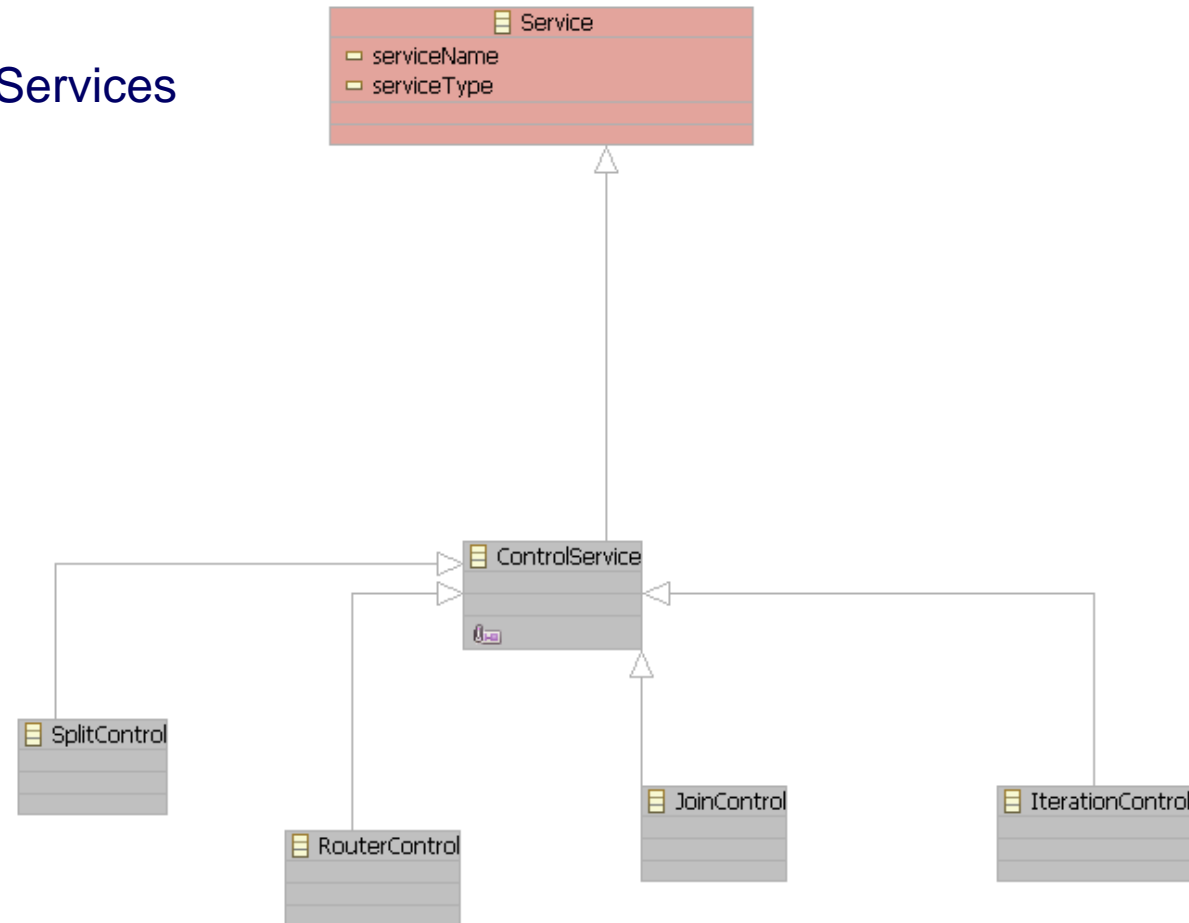 Services
Service
serviceName
serviceType
ControlService
SplitControl
JoinControl
IterationControl
RouterControl